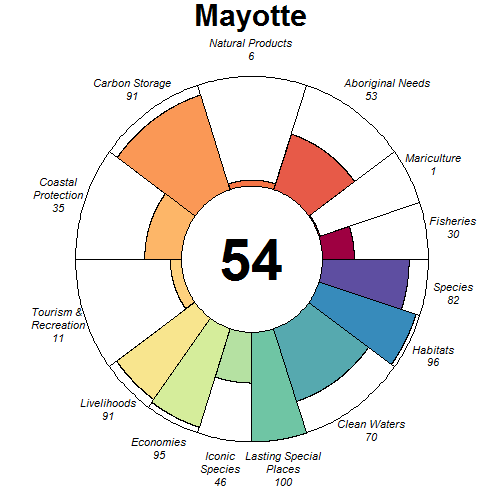 Mayotte
Natural Products
6
Carbon Storage
91
Aboriginal Needs
53
Mariculture
1
Coastal
Protection
35
Fisheries
30
54
Species
82
Tourism &
Recreation
11
Habitats
96
Livelihoods
91
Clean Waters
70
Economies
95
Iconic
Species
46
Lasting Special
Places
100